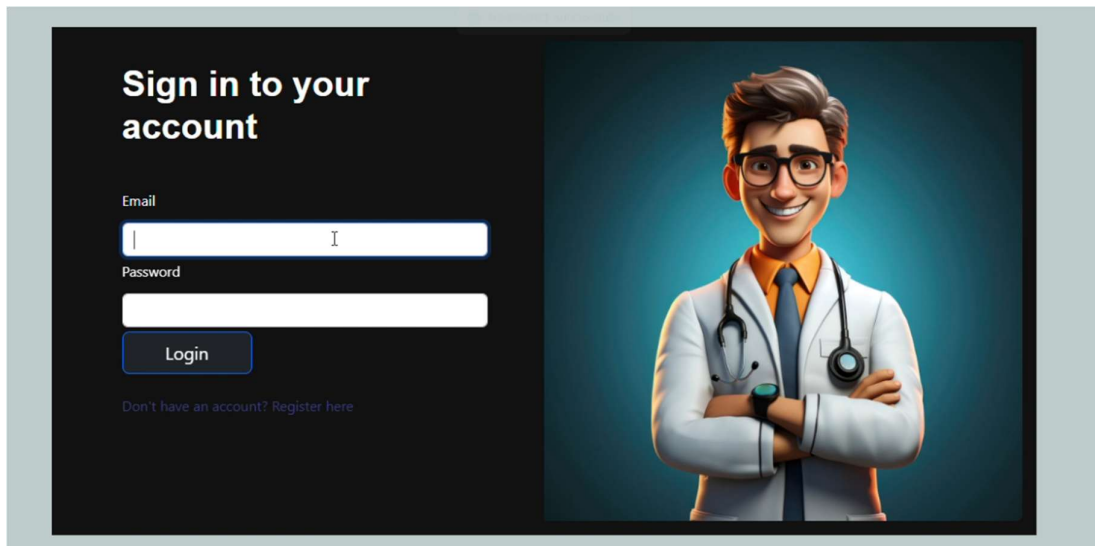 Sign in to your
account
Email
Password
Login
Don't have an account? Register here